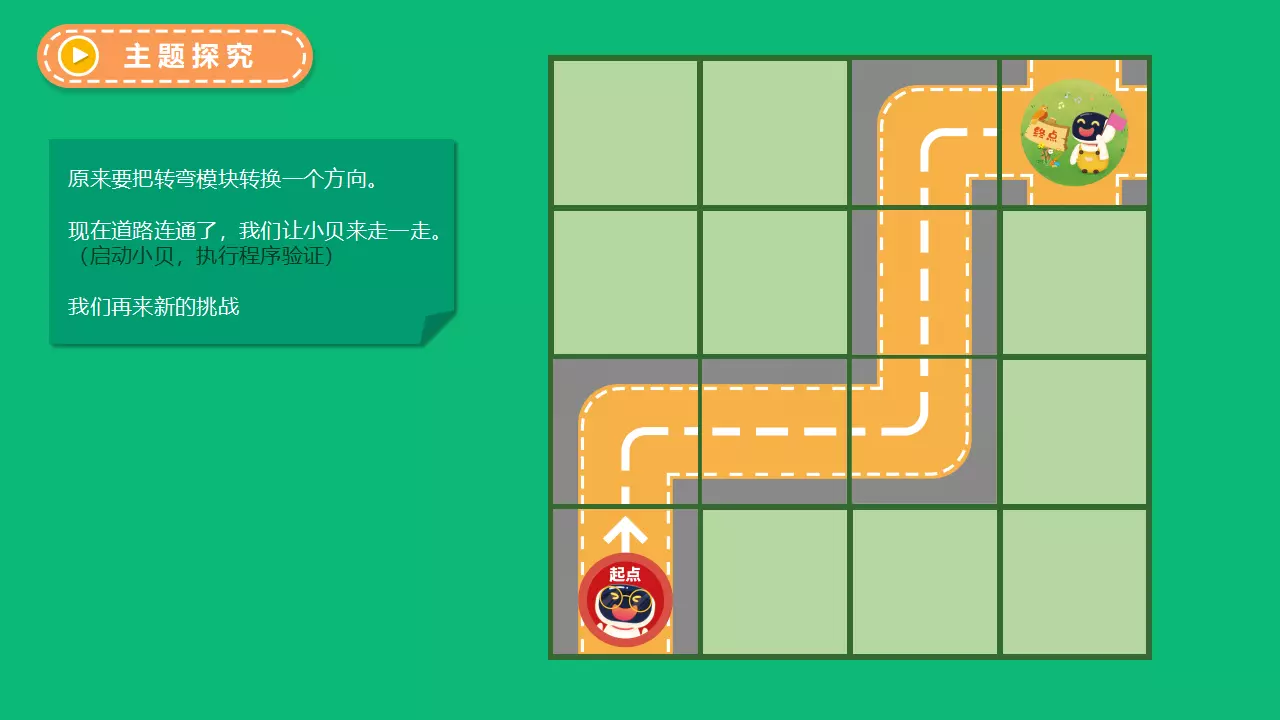 主题探究
原来要把转弯模块转换一个方向。
现在道路连通了，我们让小贝来走一走。
（启动小贝，执行程序验证）
我们再来新的挑战
终点
起点